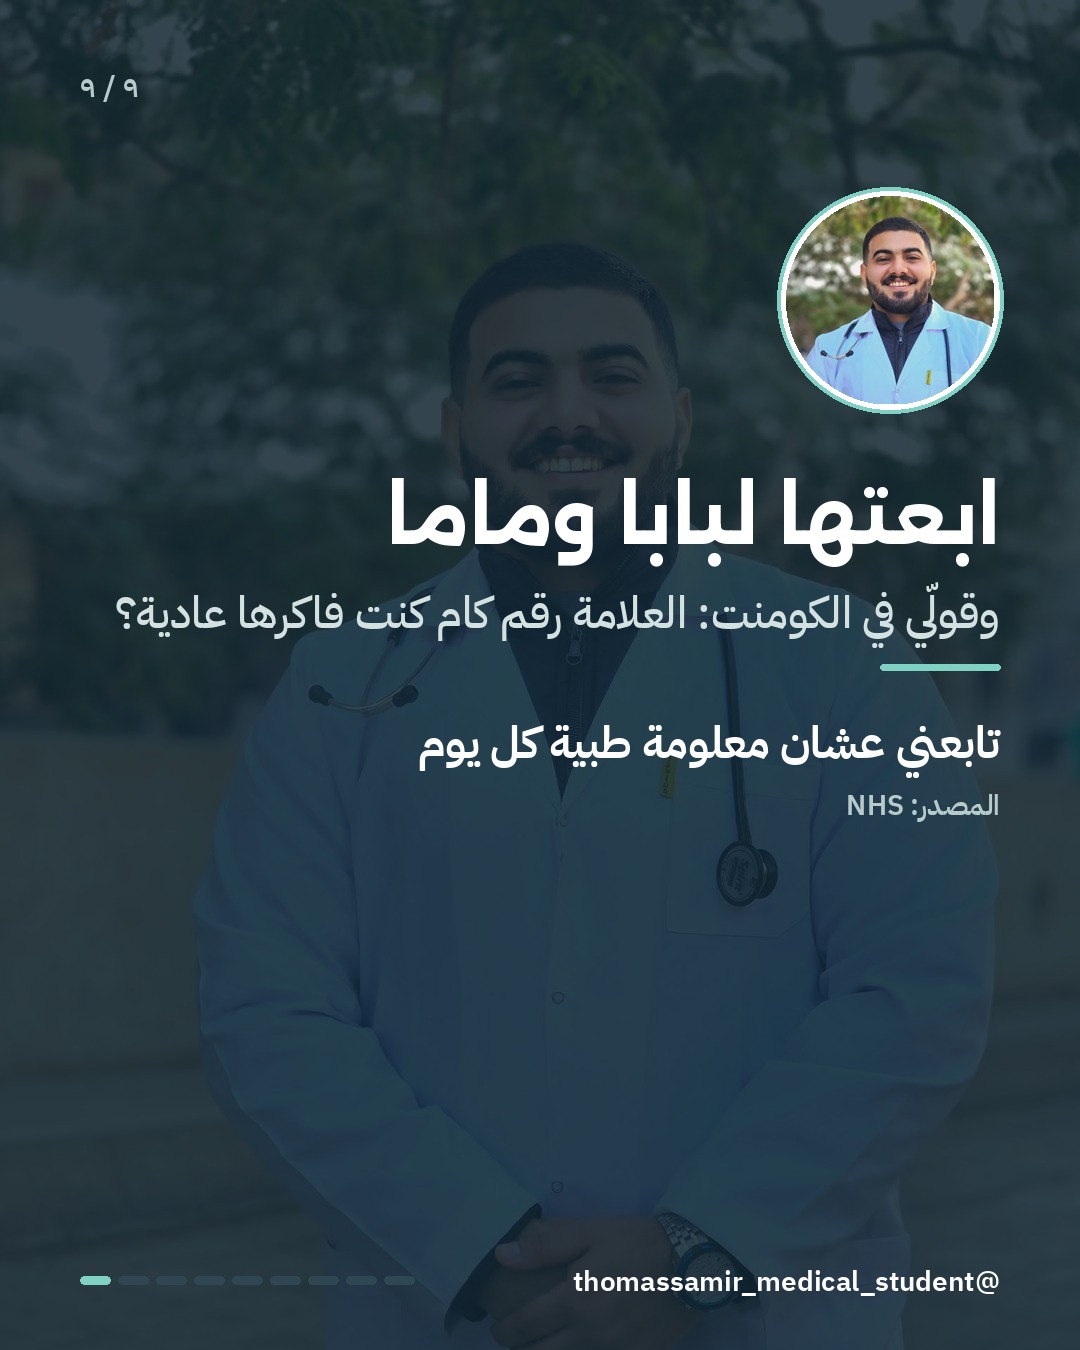 ٩ / ٩
ابعتها لبابا وماما
وقولّي في الكومنت: العلامة رقم كام كنت فاكرها عادية؟
تابعني عشان معلومة طبية كل يوم
المصدر: NHS
thomassamir_medical_student@